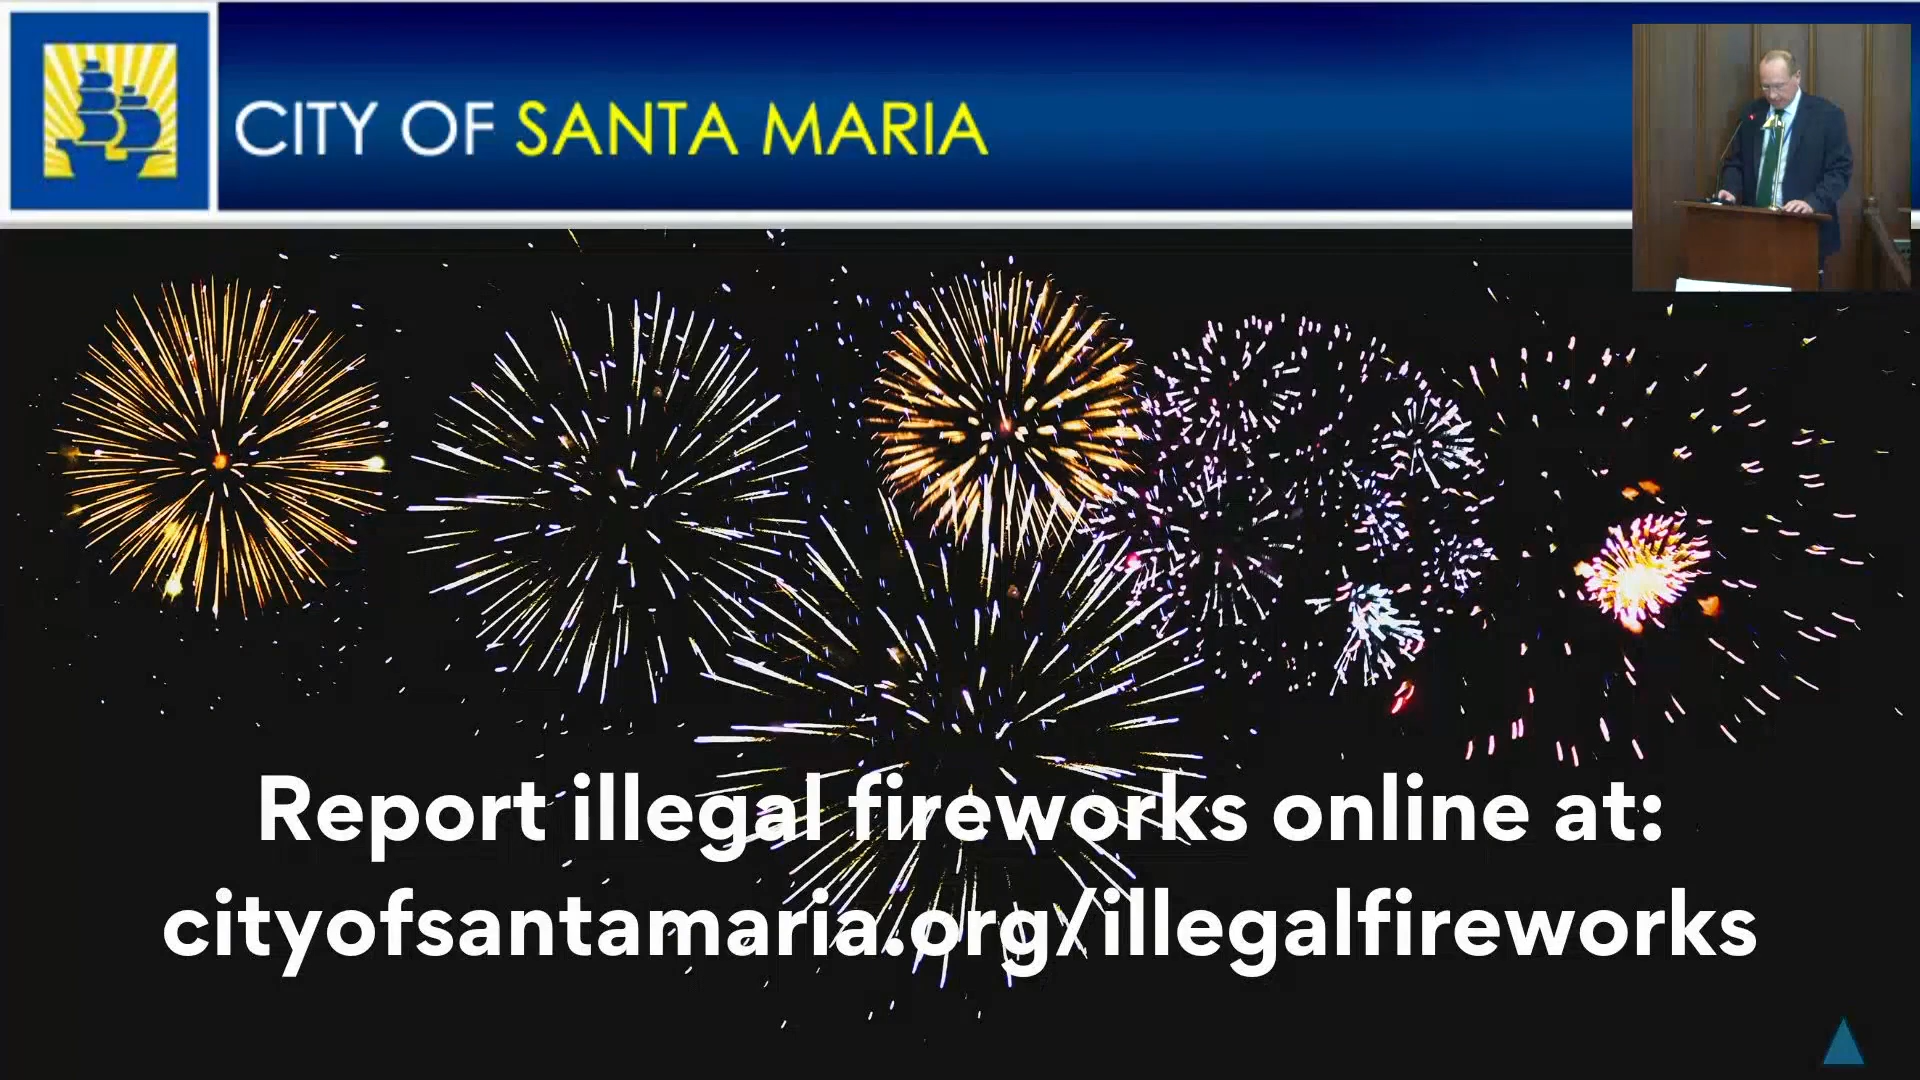 CITY OF SANTA MARIA
Report illegal fireworks online at:
cityofsantamaria.org/illegalfireworks